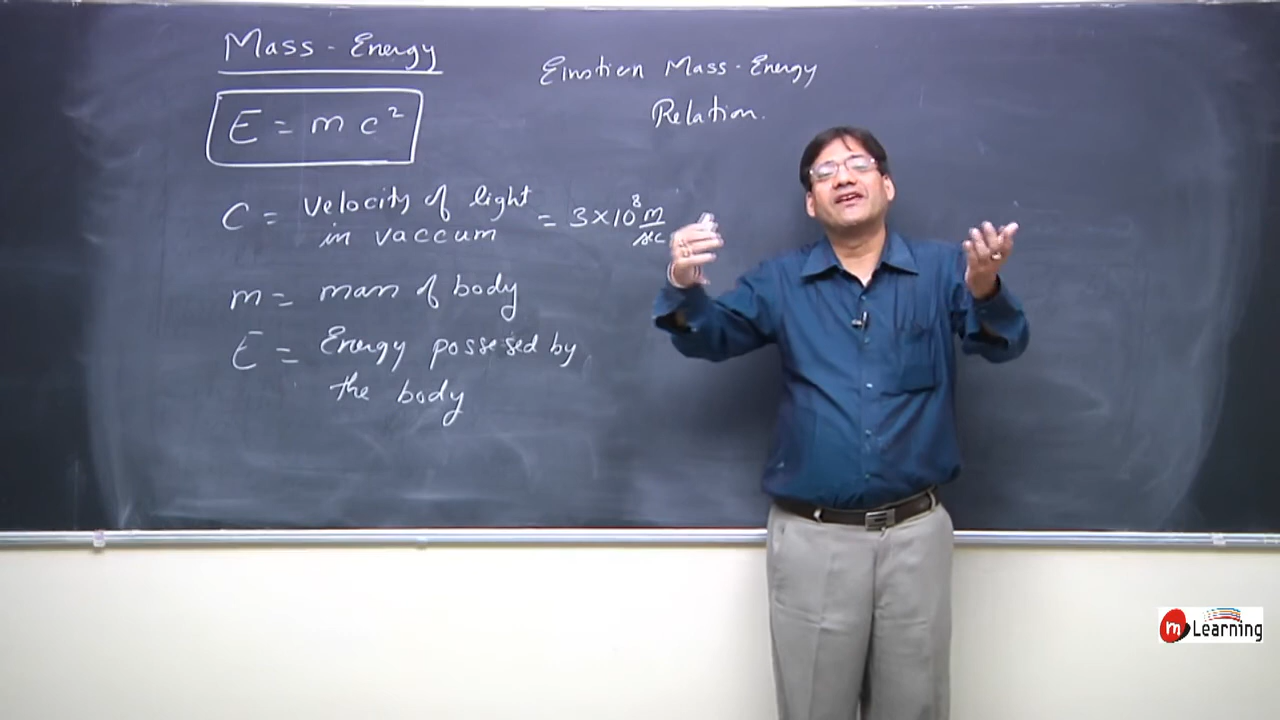 Mass-Energy
E = mc²
Einstien Mass-Energy
Relation.
C = velocity of light in vaccum = 3×10⁸ m/sec
m = mass of body
E = Energy possessed by
the body
m Learning